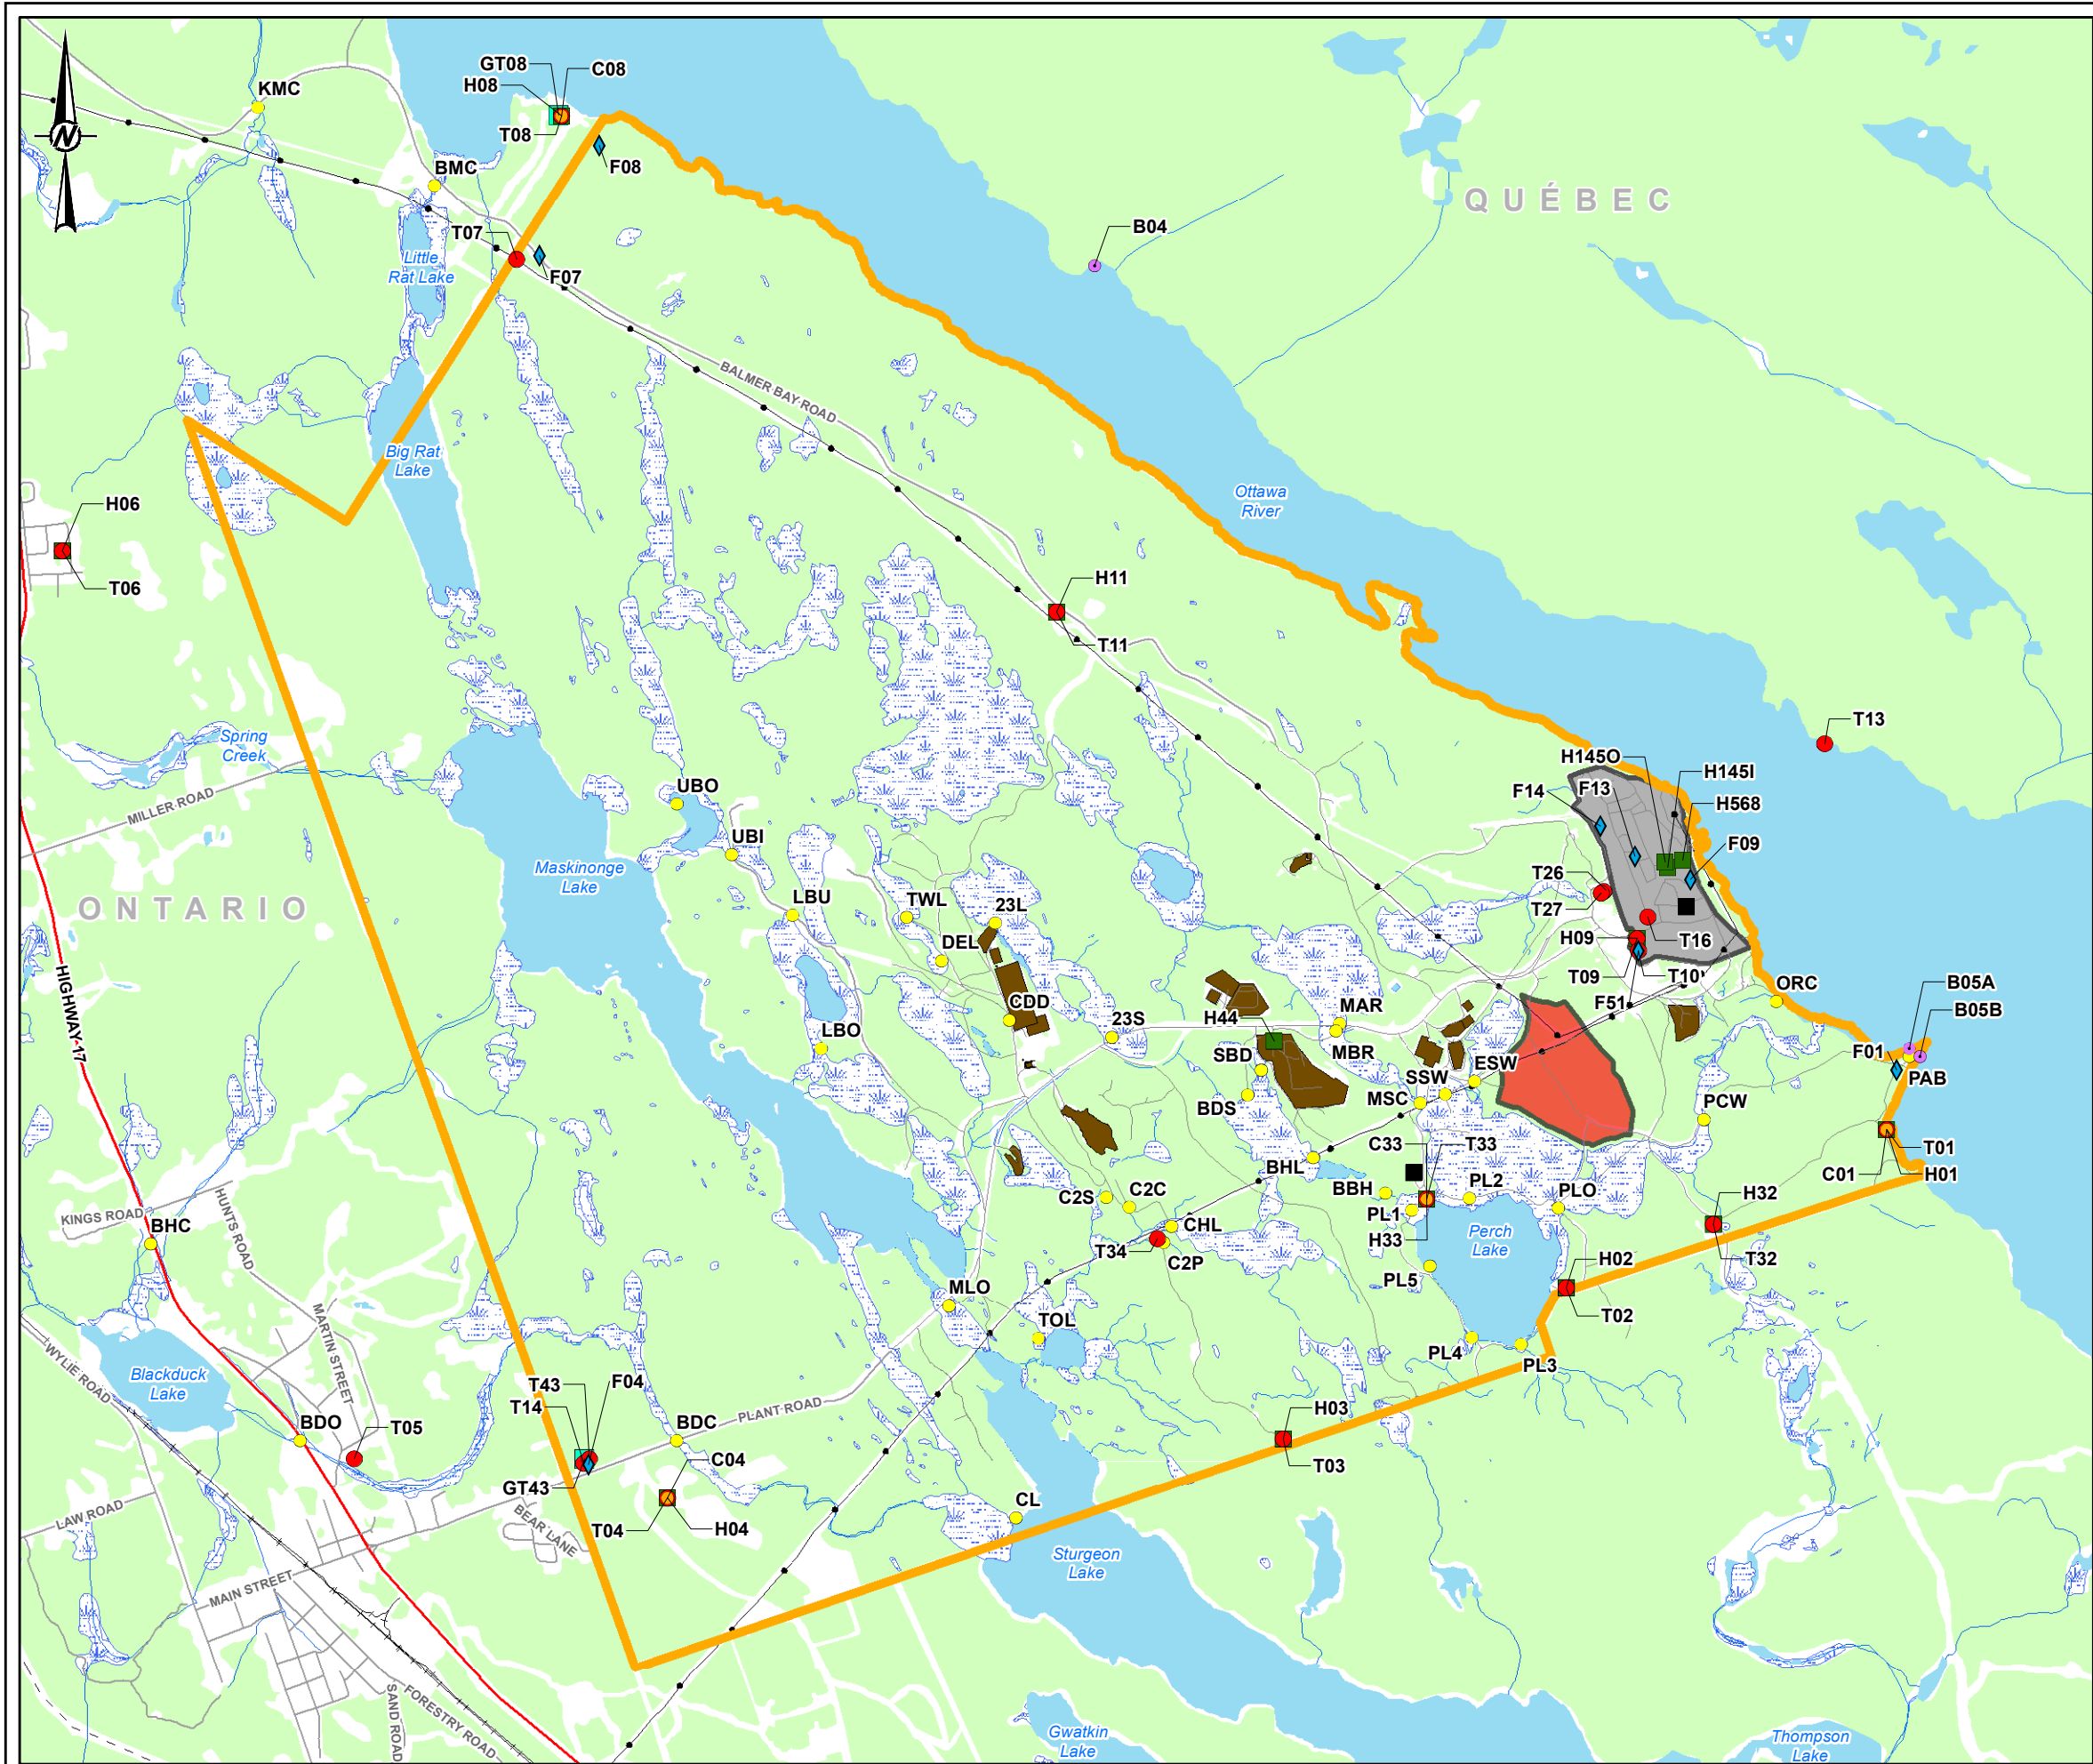 GT08
C08
H08
KMC
T08
F08
BMC
QUÉBEC
B04
T07
F07
Little
Rat Lake
BALMER BAY ROAD
Big Rat
Lake
Ottawa
River
H06
T06
H11
T11
Spring
Creek
T13
H145O
H145I
F14
F13
H568
F09
MILLER ROAD
UBO
UBI
Maskinonge
Lake
ONTARIO
LBU
TWL
23L
DEL
T26
T27
H09
T16
T09
T10
F51
HIGHWAY 17
CDD
ORC
B05A
B05B
LBO
23S
H44
MAR
MBR
SBD
F01
PAB
ESW
SSW
MSC
BDS
PCW
C33
T33
T01
C01
H01
BHL
BBH
PL2
PLO
H32
C2S
C2C
PL1
KINGS ROAD
HUNTS ROAD
BHC
CHL
H33
Perch
Lake
T34
C2P
PL5
H02
T32
MLO
T02
MARTIN STREET
TOL
PL4
PL3
WYLIE ROAD
Blackduck
Lake
T43
F04
T14
BDC
PLANT ROAD
H03
BDO
T05
C04
T03
GT43
CL
LAW ROAD
BEAR LANE
T04
H04
Sturgeon
Lake
MAIN STREET
SAND ROAD
FORESTRY ROAD
Gwatkin
Lake
Thompson
Lake
N